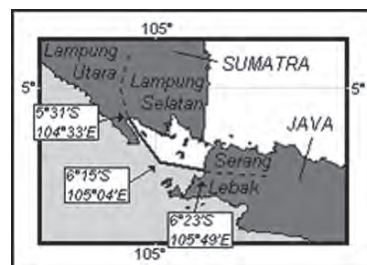 105°
Lampung
Utara
SUMATRA
5°
5°
Lampung
Selatan
5°31'S
104°33'E
JAVA
Serang
6°15'S
105°04'E
Lebak
6°23'S
105°49'E
105°